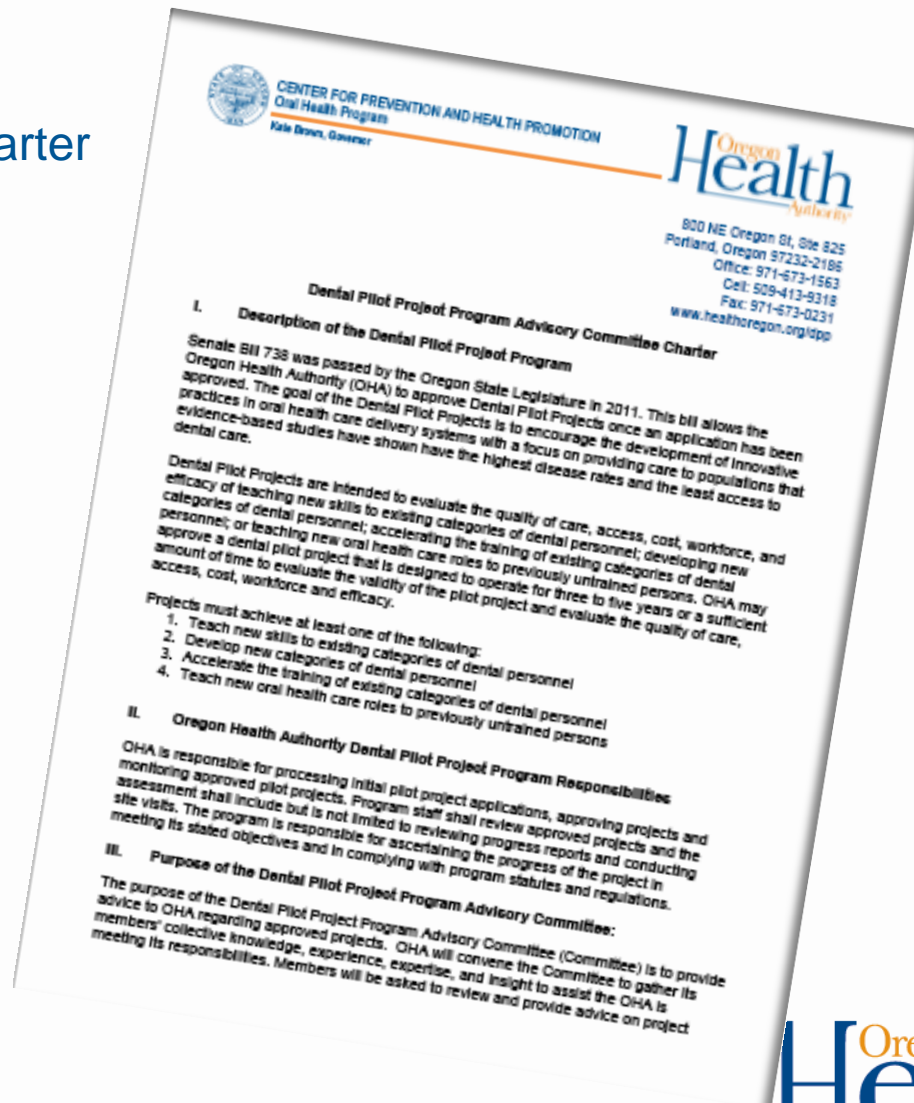 arter
CENTER FOR PREVENTION AND HEALTH PROMOTION
Oral Health Program
Kate Brown, Governor
Oregon
Health
Authority
800 NE Oregon St, Ste 825
Portland, Oregon 97232-2186
Office: 971-673-1563
Cell: 509-413-9318
Fax: 971-673-0231
www.healthoregon.org/dpp
Dental Pilot Project Program Advisory Committee Charter
I. Description of the Dental Pilot Project Program
Senate Bill 738 was passed by the Oregon State Legislature in 2011. This bill allows the
Oregon Health Authority (OHA) to approve Dental Pilot Projects once an application has been
approved. The goal of the Dental Pilot Projects is to encourage the development of innovative
practices in oral health care delivery systems with a focus on providing care to populations that
evidence-based studies have shown have the highest disease rates and the least access to
dental care.
Dental Pilot Projects are intended to evaluate the quality of care, access, cost, workforce, and
efficacy of teaching new skills to existing categories of dental personnel; developing new
categories of dental personnel; accelerating the training of existing categories of dental
personnel; or teaching new oral health care roles to previously untrained persons. OHA may
approve a dental pilot project that is designed to operate for three to five years or a sufficient
amount of time to evaluate the validity of the pilot project and evaluate the quality of care,
access, cost, workforce and efficacy.
Projects must achieve at least one of the following:
1. Teach new skills to existing categories of dental personnel
2. Develop new categories of dental personnel
3. Accelerate the training of existing categories of dental personnel
4. Teach new oral health care roles to previously untrained persons
II. Oregon Health Authority Dental Pilot Project Program Responsibilities
OHA is responsible for processing initial pilot project applications, approving projects and
monitoring approved pilot projects. Program staff shall review approved projects and the
assessment shall include but is not limited to reviewing progress reports and conducting
site visits. The program is responsible for ascertaining the progress of the project in
meeting its stated objectives and in complying with program statutes and regulations.
III. Purpose of the Dental Pilot Project Program Advisory Committee:
The purpose of the Dental Pilot Project Program Advisory Committee (Committee) is to provide
advice to OHA regarding approved projects. OHA will convene the Committee to gather its
members' collective knowledge, experience, expertise, and insight to assist the OHA is
meeting its responsibilities. Members will be asked to review and provide advice on project
Ore
He